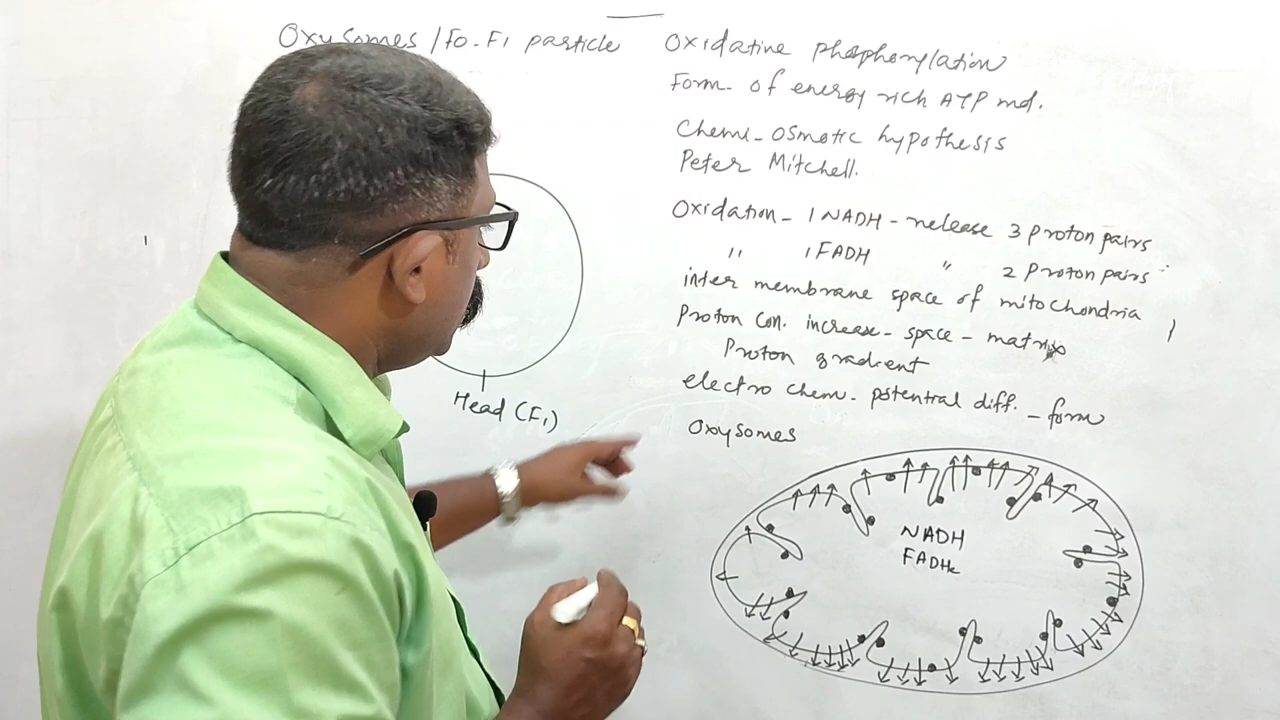 Oxysomes / Fo-F1 particle
Head (F1)
Oxidative phosphorylation
Form- of energy rich ATP mol.
Chemi-osmotic hypothesis
Peter Mitchell.
Oxidation - 1 NADH - release 3 proton pairs
" 1 FADH " 2 Proton pairs
inter membrane space of mitochondria
Proton con. increase - space - matrix
Proton gradient
electro chem. potential diff. - form
Oxysomes
NADH
FADH2